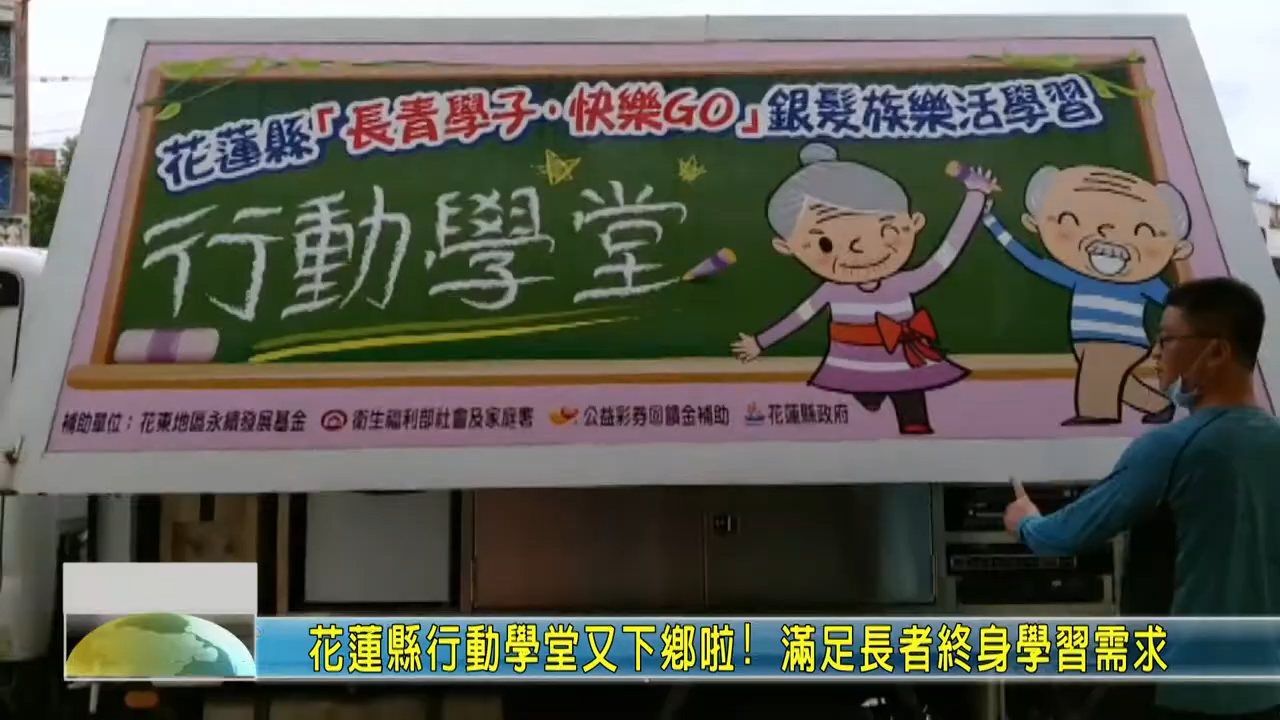 花蓮縣「長青學子·快樂GO」銀髮族樂活學習
行動學堂
補助單位：花東地區永續發展基金 衛生福利部社會及家庭署 公益彩券回饋金補助 花蓮縣政府
花蓮縣行動學堂又下鄉啦！滿足長者終身學習需求